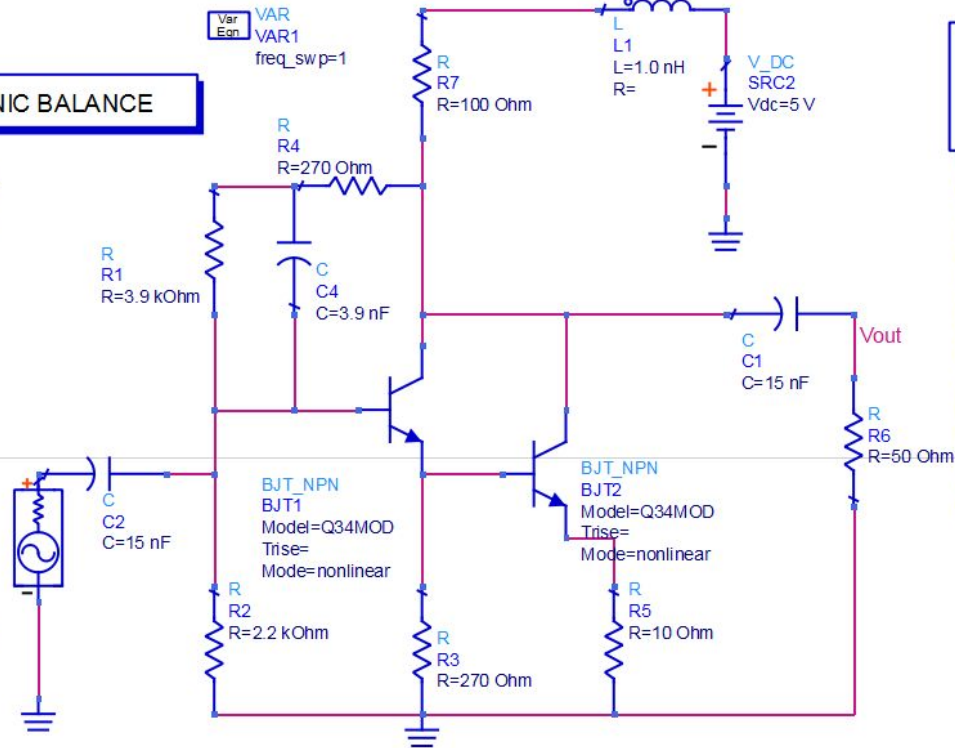 Var
Eqn
VAR
VAR1
freq_swp=1
NIC BALANCE
R
R7
R=100 Ohm
L
L1
L=1.0 nH
R=
V_DC
SRC2
Vdc=5 V
+
−
R
R4
R=270 Ohm
R
R1
R=3.9 kOhm
C
C4
C=3.9 nF
C
C1
C=15 nF
Vout
R
R6
R=50 Ohm
+
−
C
C2
C=15 nF
BJT_NPN
BJT1
Model=Q34MOD
Trise=
Mode=nonlinear
BJT_NPN
BJT2
Model=Q34MOD
Trise=
Mode=nonlinear
R
R2
R=2.2 kOhm
R
R3
R=270 Ohm
R
R5
R=10 Ohm